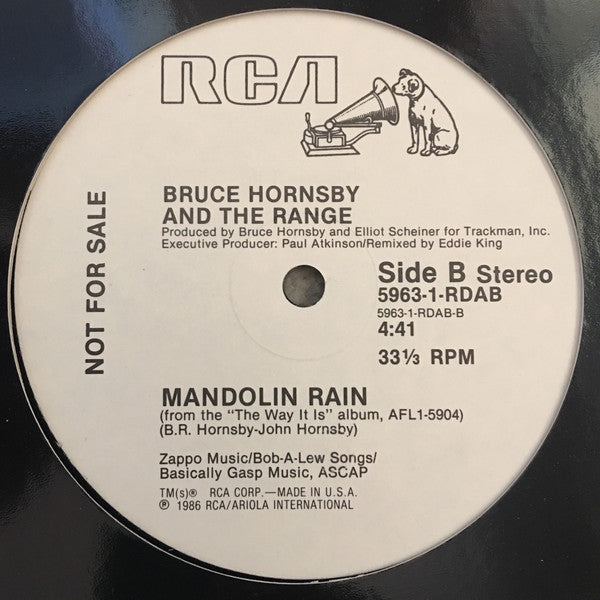 RCA
NOT FOR SALE
BRUCE HORNSBY
AND THE RANGE
Produced by Bruce Hornsby and Elliot Scheiner for Trackman, Inc.
Executive Producer: Paul Atkinson/Remixed by Eddie King
Side B Stereo
5963-1-RDAB
5963-1-RDAB-B
4:41
33⅓ RPM
MANDOLIN RAIN
(from the "The Way It Is" album, AFL1-5904)
(B.R. Hornsby-John Hornsby)
Zappo Music/Bob-A-Lew Songs/
Basically Gasp Music, ASCAP
TM(s)® RCA CORP.—MADE IN U.S.A.
℗ 1986 RCA/ARIOLA INTERNATIONAL